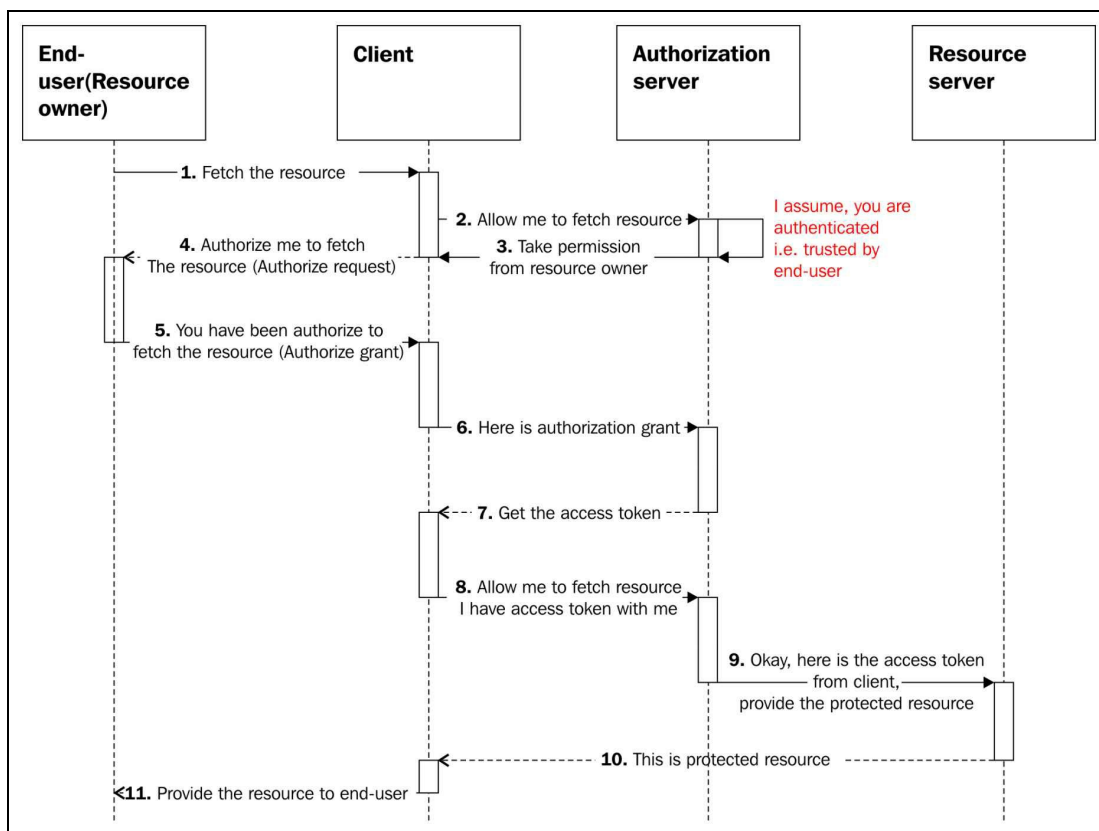 End-
user(Resource
owner)
Client
Authorization
server
Resource
server
1. Fetch the resource
2. Allow me to fetch resource
I assume, you are
authenticated
i.e. trusted by
end-user
3. Take permission
from resource owner
4. Authorize me to fetch
The resource (Authorize request)
5. You have been authorize to
fetch the resource (Authorize grant)
6. Here is authorization grant
7. Get the access token
8. Allow me to fetch resource
I have access token with me
9. Okay, here is the access token
from client,
provide the protected resource
10. This is protected resource
11. Provide the resource to end-user